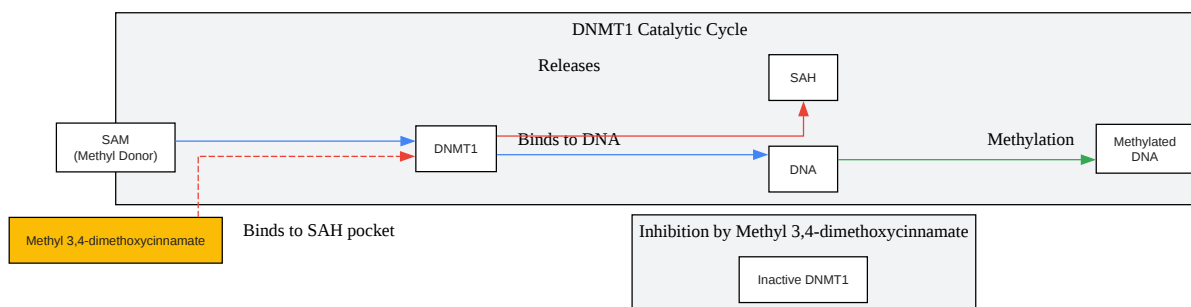 DNMT1 Catalytic Cycle
Releases
SAH
SAM
(Methyl Donor)
DNMT1
Binds to DNA
DNA
Methylation
Methylated
DNA
Methyl 3,4-dimethoxycinnamate
Binds to SAH pocket
Inhibition by Methyl 3,4-dimethoxycinnamate
Inactive DNMT1